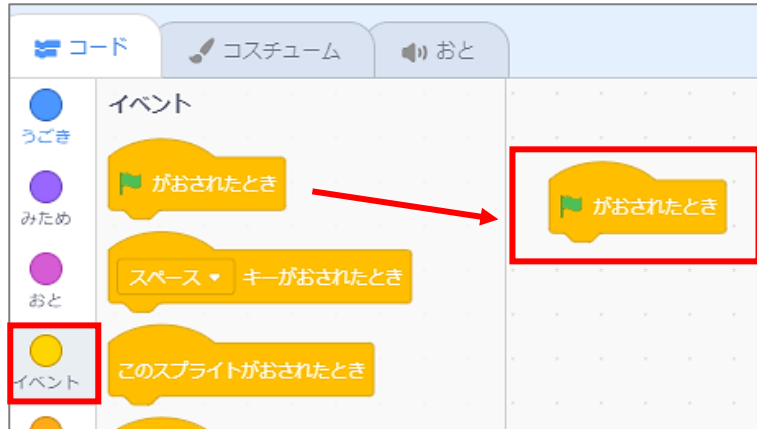 コード コスチューム おと
うごき
みため
おと
イベント
イベント
がおされたとき
スペース キーがおされたとき
このスプライトがおされたとき
がおされたとき